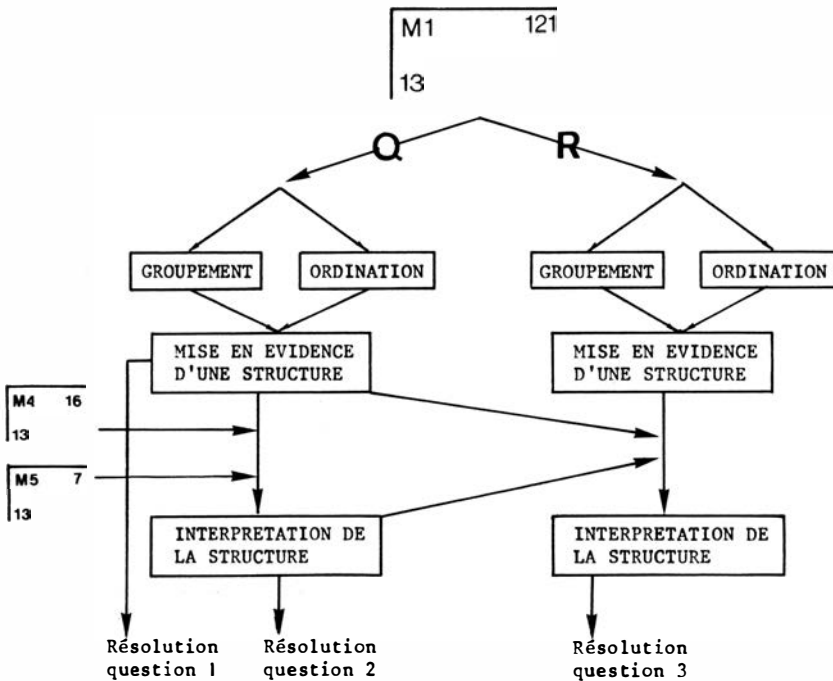 M1 121
13
Q R
GROUPEMENT ORDINATION GROUPEMENT ORDINATION
MISE EN EVIDENCE
D'UNE STRUCTURE
MISE EN EVIDENCE
D'UNE STRUCTURE
M4 16
13
M5 7
13
INTERPRETATION DE
LA STRUCTURE
INTERPRETATION DE
LA STRUCTURE
Résolution
question 1
Résolution
question 2
Résolution
question 3